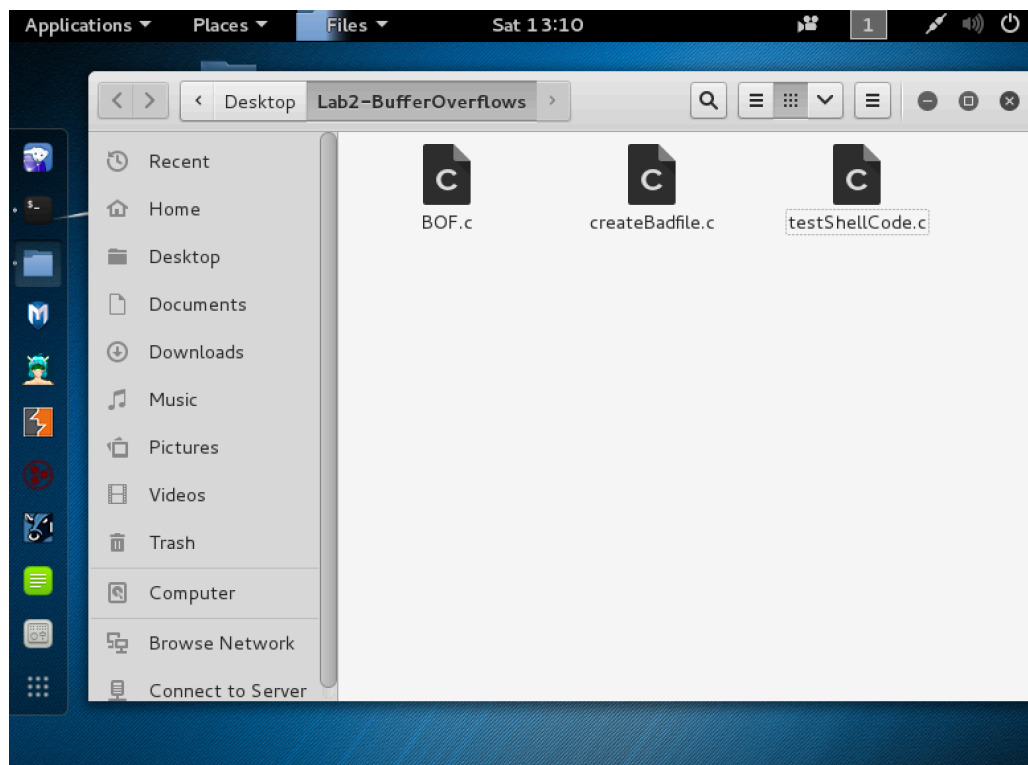 Applications Places Files Sat 13:10 1
Desktop Lab2-BufferOverflows
Recent
Home
Desktop
Documents
Downloads
Music
Pictures
Videos
Trash
Computer
Browse Network
Connect to Server
BOF.c createBadfile.c testShellCode.c